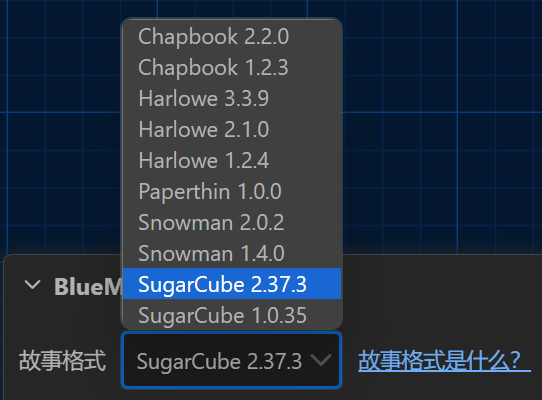 Chapbook 2.2.0
Chapbook 1.2.3
Harlowe 3.3.9
Harlowe 2.1.0
Harlowe 1.2.4
Paperthin 1.0.0
Snowman 2.0.2
Snowman 1.4.0
SugarCube 2.37.3
SugarCube 1.0.35
BlueM
故事格式 SugarCube 2.37.3 故事格式是什么？